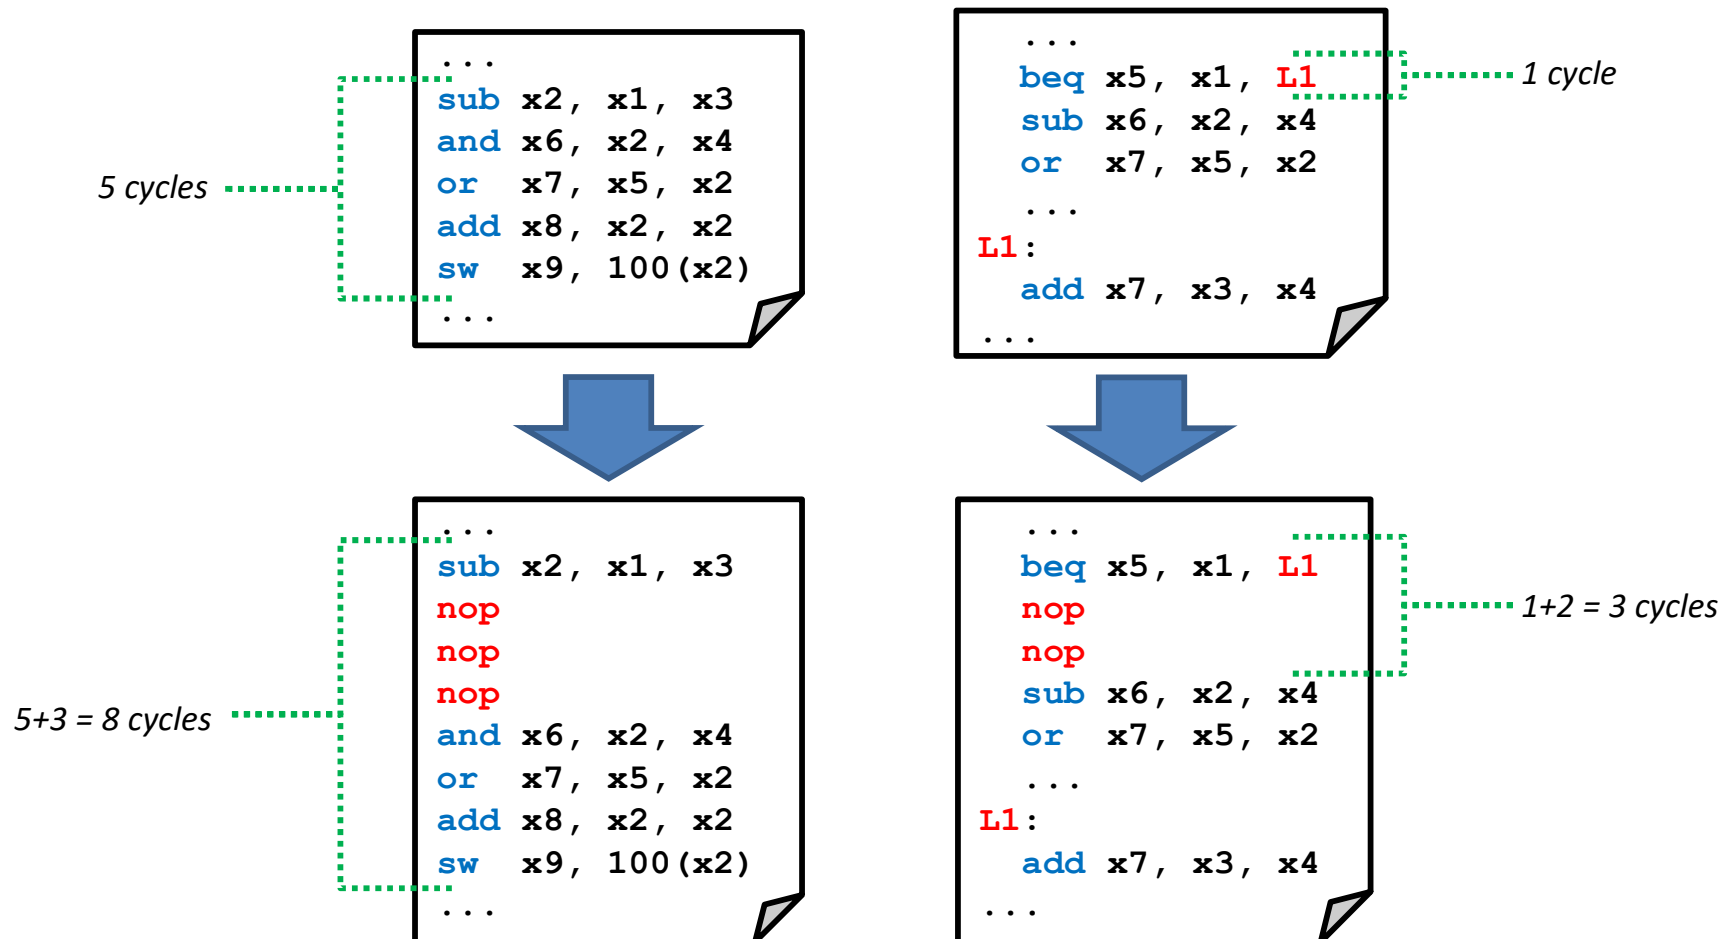 ...
sub x2, x1, x3
and x6, x2, x4
or x7, x5, x2
add x8, x2, x2
sw x9, 100(x2)
...
5 cycles
...
beq x5, x1, L1
sub x6, x2, x4
or x7, x5, x2
...
L1:
add x7, x3, x4
...
1 cycle
...
sub x2, x1, x3
nop
nop
nop
and x6, x2, x4
or x7, x5, x2
add x8, x2, x2
sw x9, 100(x2)
...
5+3 = 8 cycles
...
beq x5, x1, L1
nop
nop
sub x6, x2, x4
or x7, x5, x2
...
L1:
add x7, x3, x4
...
1+2 = 3 cycles